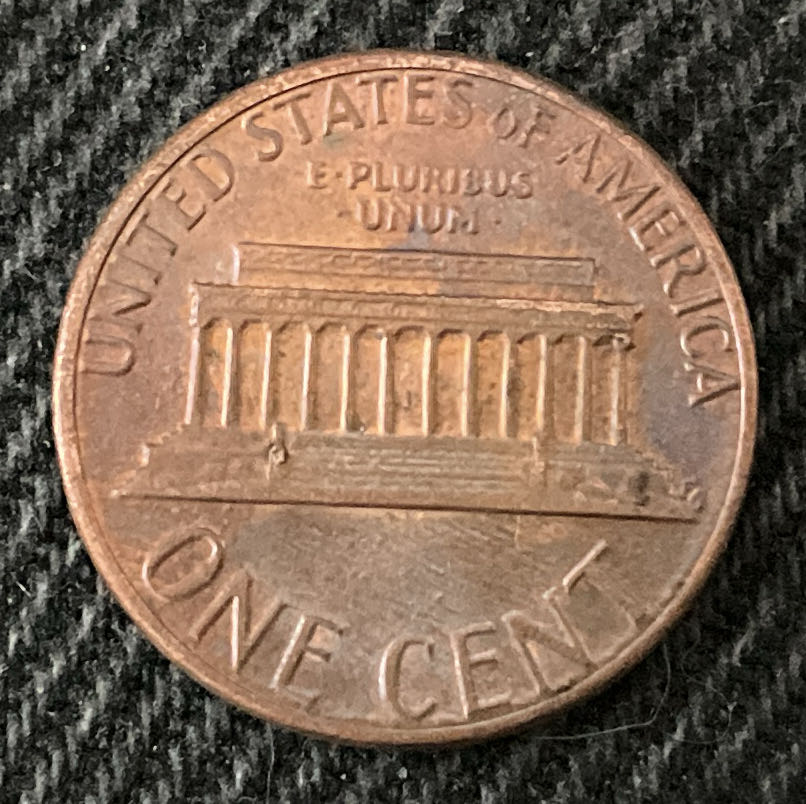 UNITED STATES OF AMERICA
E·PLURIBUS
·UNUM·
ONE CENT